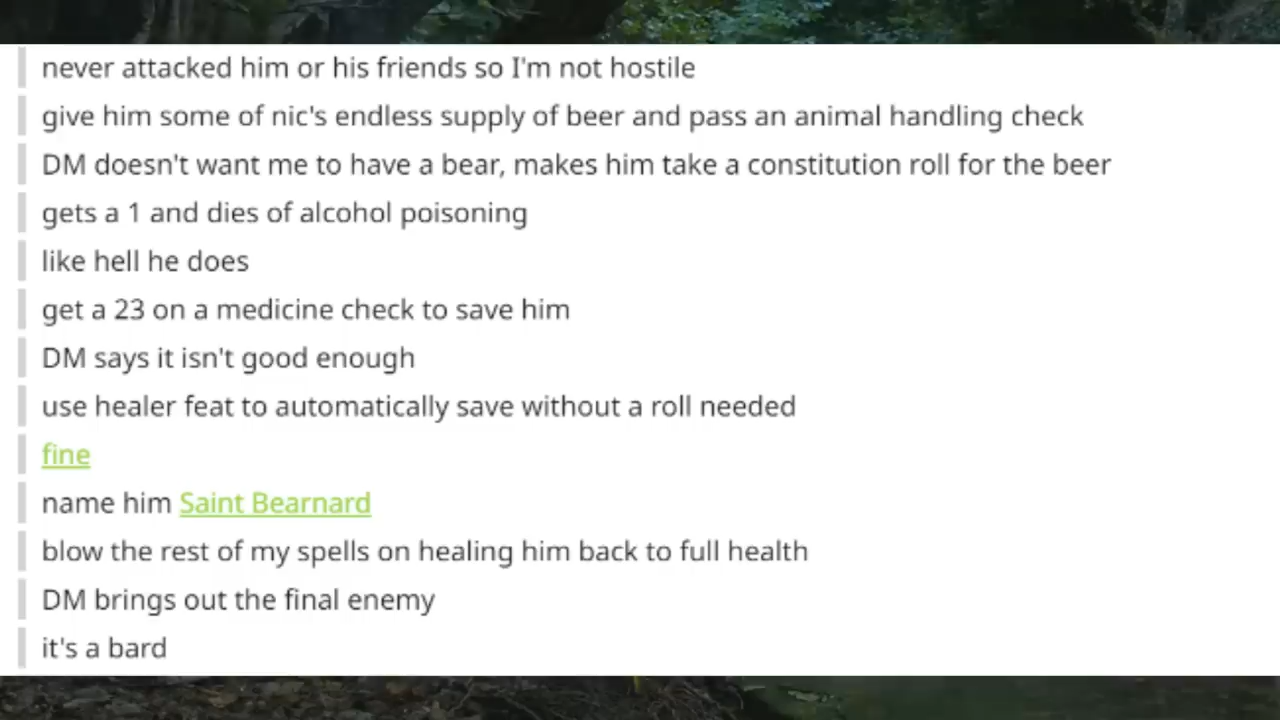 never attacked him or his friends so I'm not hostile
give him some of nic's endless supply of beer and pass an animal handling check
DM doesn't want me to have a bear, makes him take a constitution roll for the beer
gets a 1 and dies of alcohol poisoning
like hell he does
get a 23 on a medicine check to save him
DM says it isn't good enough
use healer feat to automatically save without a roll needed
fine
name him Saint Bearnard
blow the rest of my spells on healing him back to full health
DM brings out the final enemy
it's a bard